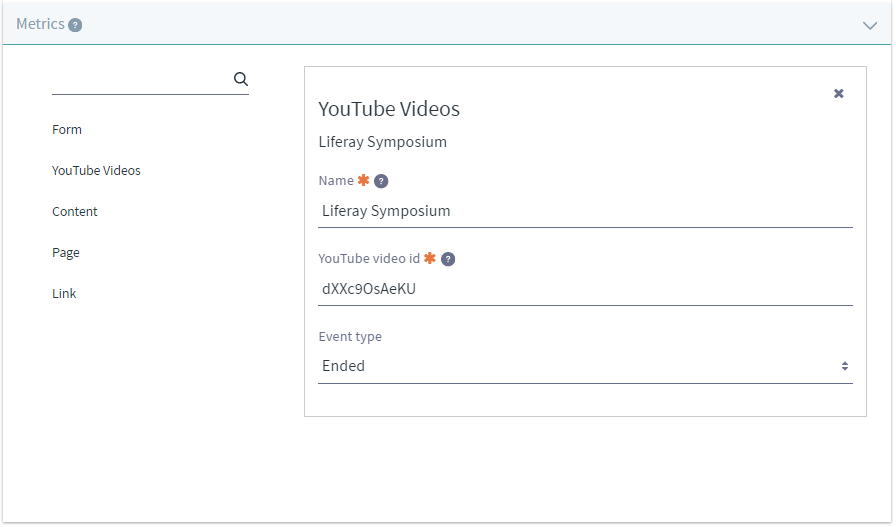 Metrics ?
Form
YouTube Videos
Content
Page
Link
YouTube Videos
Liferay Symposium
Name ✱ ?
Liferay Symposium
YouTube video id ✱ ?
dXXc9OsAeKU
Event type
Ended